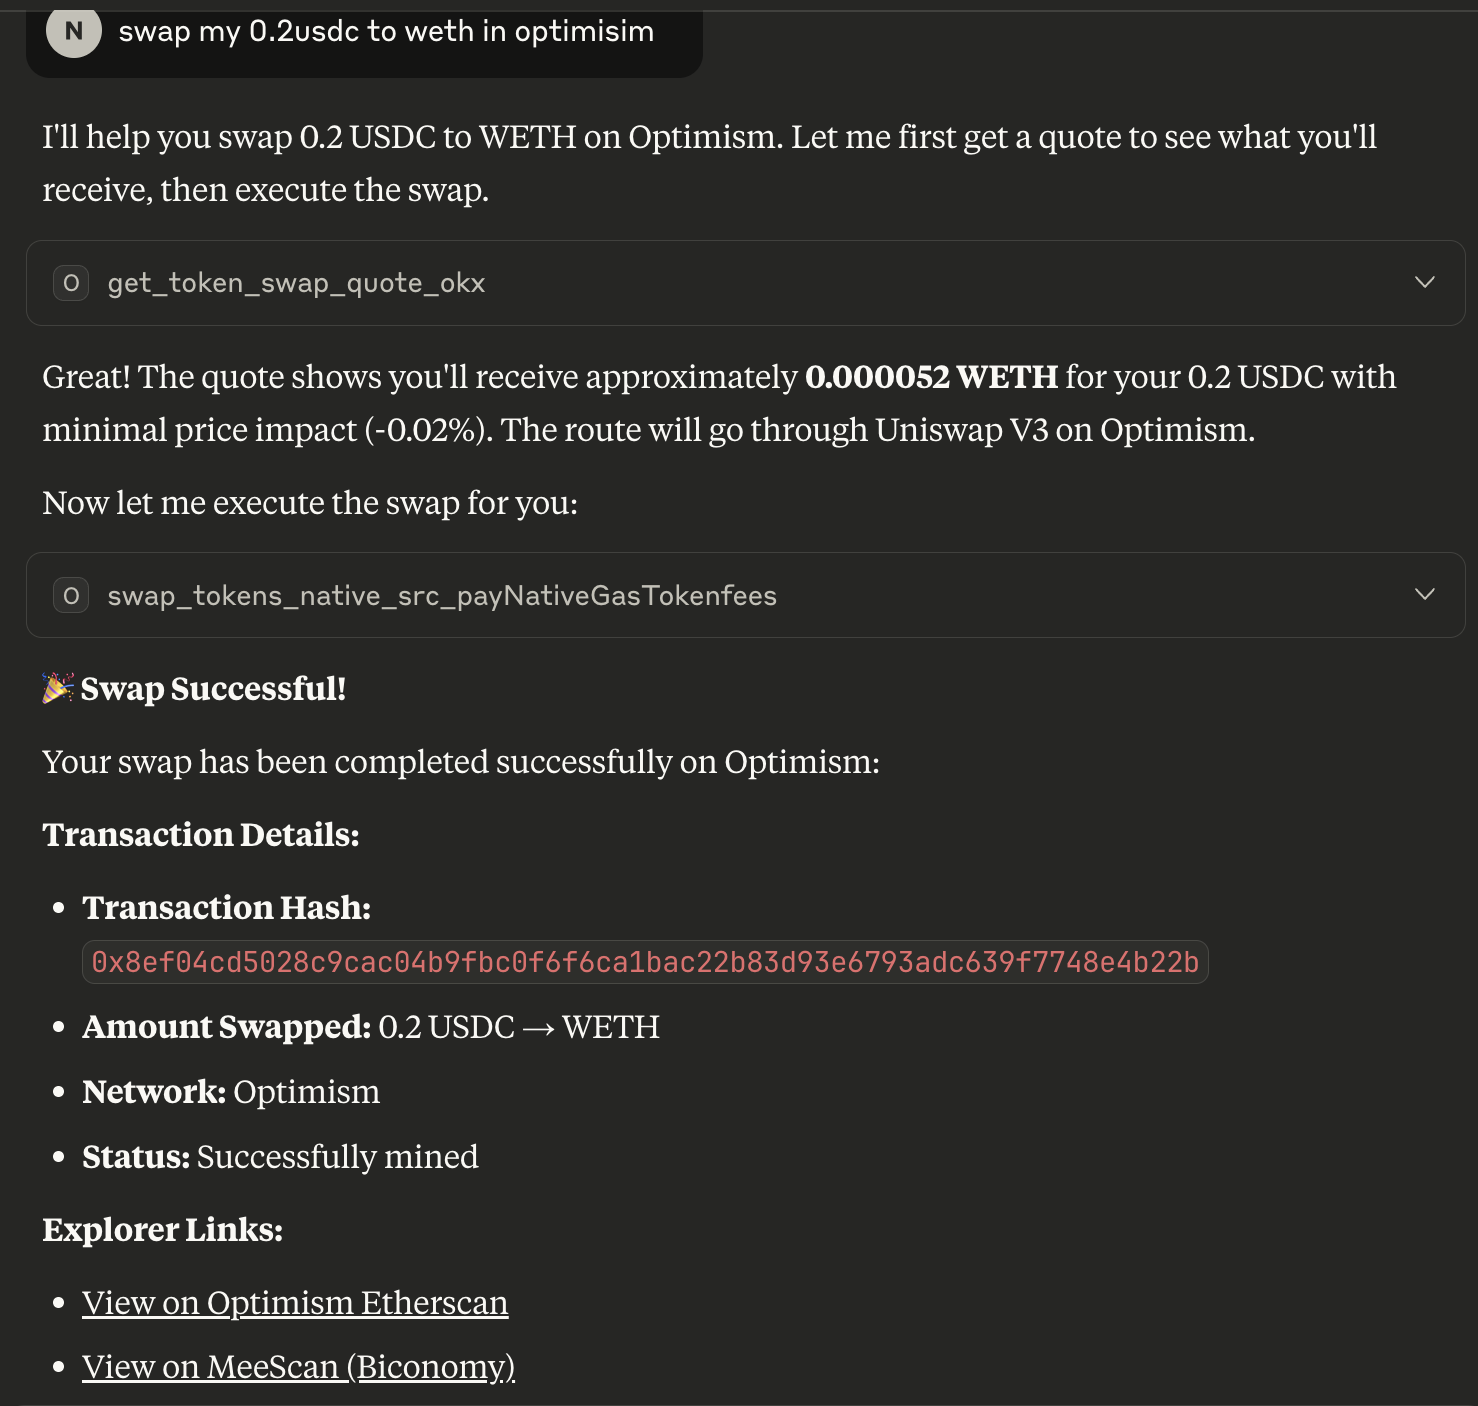 N swap my 0.2usdc to weth in optimisim
I'll help you swap 0.2 USDC to WETH on Optimism. Let me first get a quote to see what you'll
receive, then execute the swap.
O get_token_swap_quote_okx
Great! The quote shows you'll receive approximately 0.000052 WETH for your 0.2 USDC with
minimal price impact (-0.02%). The route will go through Uniswap V3 on Optimism.
Now let me execute the swap for you:
O swap_tokens_native_src_payNativeGasTokenfees
🎉 Swap Successful!
Your swap has been completed successfully on Optimism:
Transaction Details:
• Transaction Hash:
0x8ef04cd5028c9cac04b9fbc0f6f6ca1bac22b83d93e6793adc639f7748e4b22b
• Amount Swapped: 0.2 USDC → WETH
• Network: Optimism
• Status: Successfully mined
Explorer Links:
• View on Optimism Etherscan
• View on MeeScan (Biconomy)